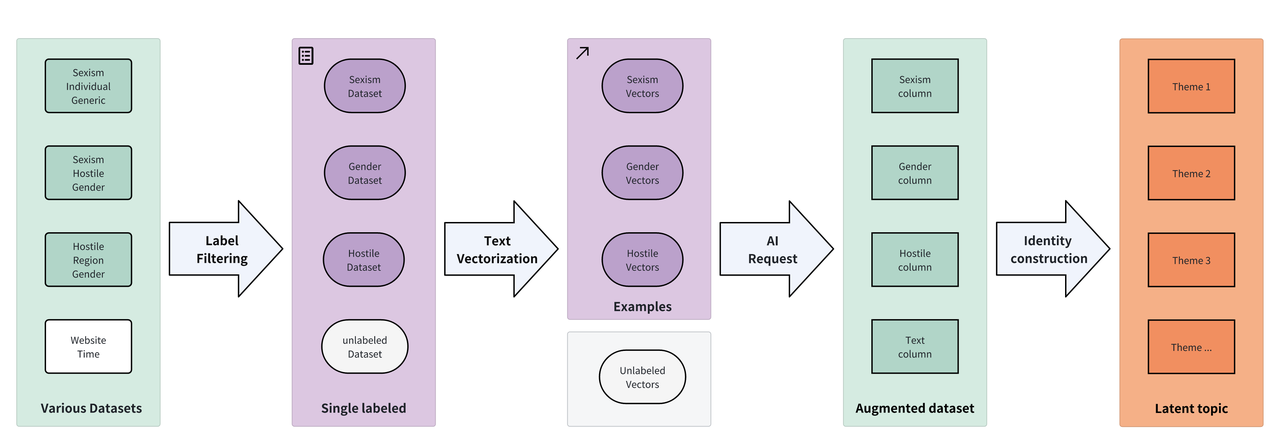 Sexism
Individual
Generic
Sexism
Hostile
Gender
Hostile
Region
Gender
Website
Time
Various Datasets
Label
Filtering
Sexism
Dataset
Gender
Dataset
Hostile
Dataset
unlabeled
Dataset
Single labeled
Text
Vectorization
Sexism
Vectors
Gender
Vectors
Hostile
Vectors
Examples
Unlabeled
Vectors
AI
Request
Sexism
column
Gender
column
Hostile
column
Text
column
Augmented dataset
Identity
construction
Theme 1
Theme 2
Theme 3
Theme ...
Latent topic